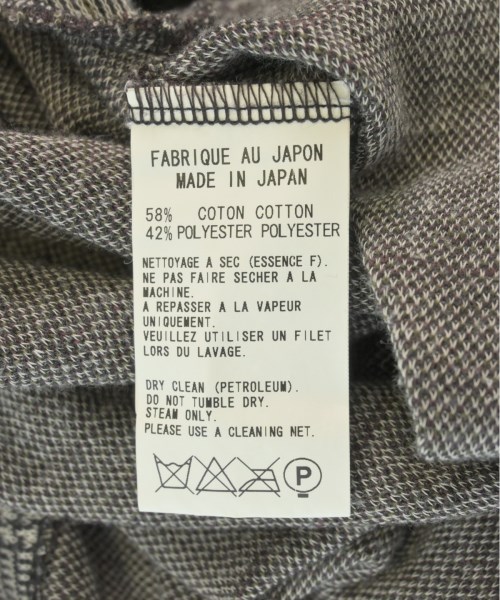 FABRIQUE AU JAPON
MADE IN JAPAN
58% COTON COTTON
42% POLYESTER POLYESTER
NETTOYAGE A SEC (ESSENCE F).
NE PAS FAIRE SECHER A LA
MACHINE.
A REPASSER A LA VAPEUR
UNIQUEMENT.
VEUILLEZ UTILISER UN FILET
LORS DU LAVAGE.
DRY CLEAN (PETROLEUM).
DO NOT TUMBLE DRY.
STEAM ONLY.
PLEASE USE A CLEANING NET.
P